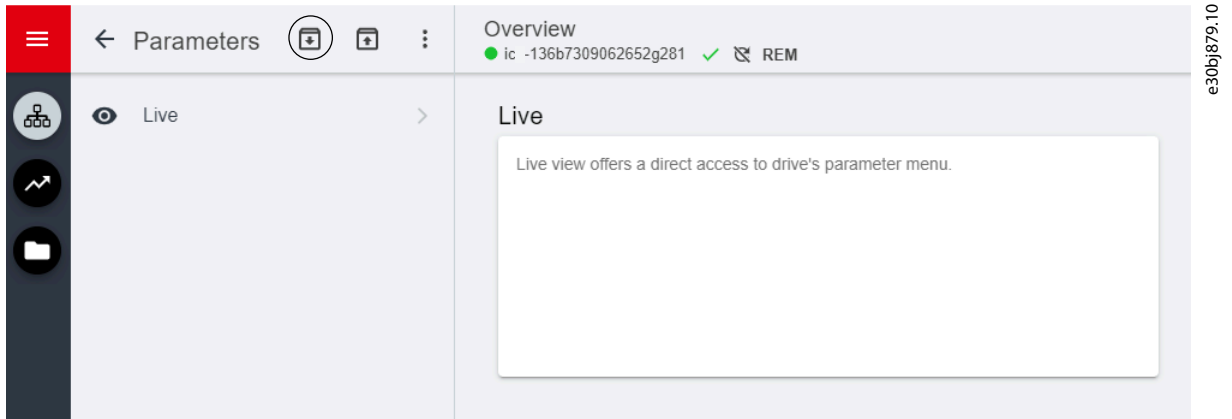 Parameters
Overview
ic -136b7309062652g281 REM
Live
Live
Live view offers a direct access to drive's parameter menu.
e30bj879.10